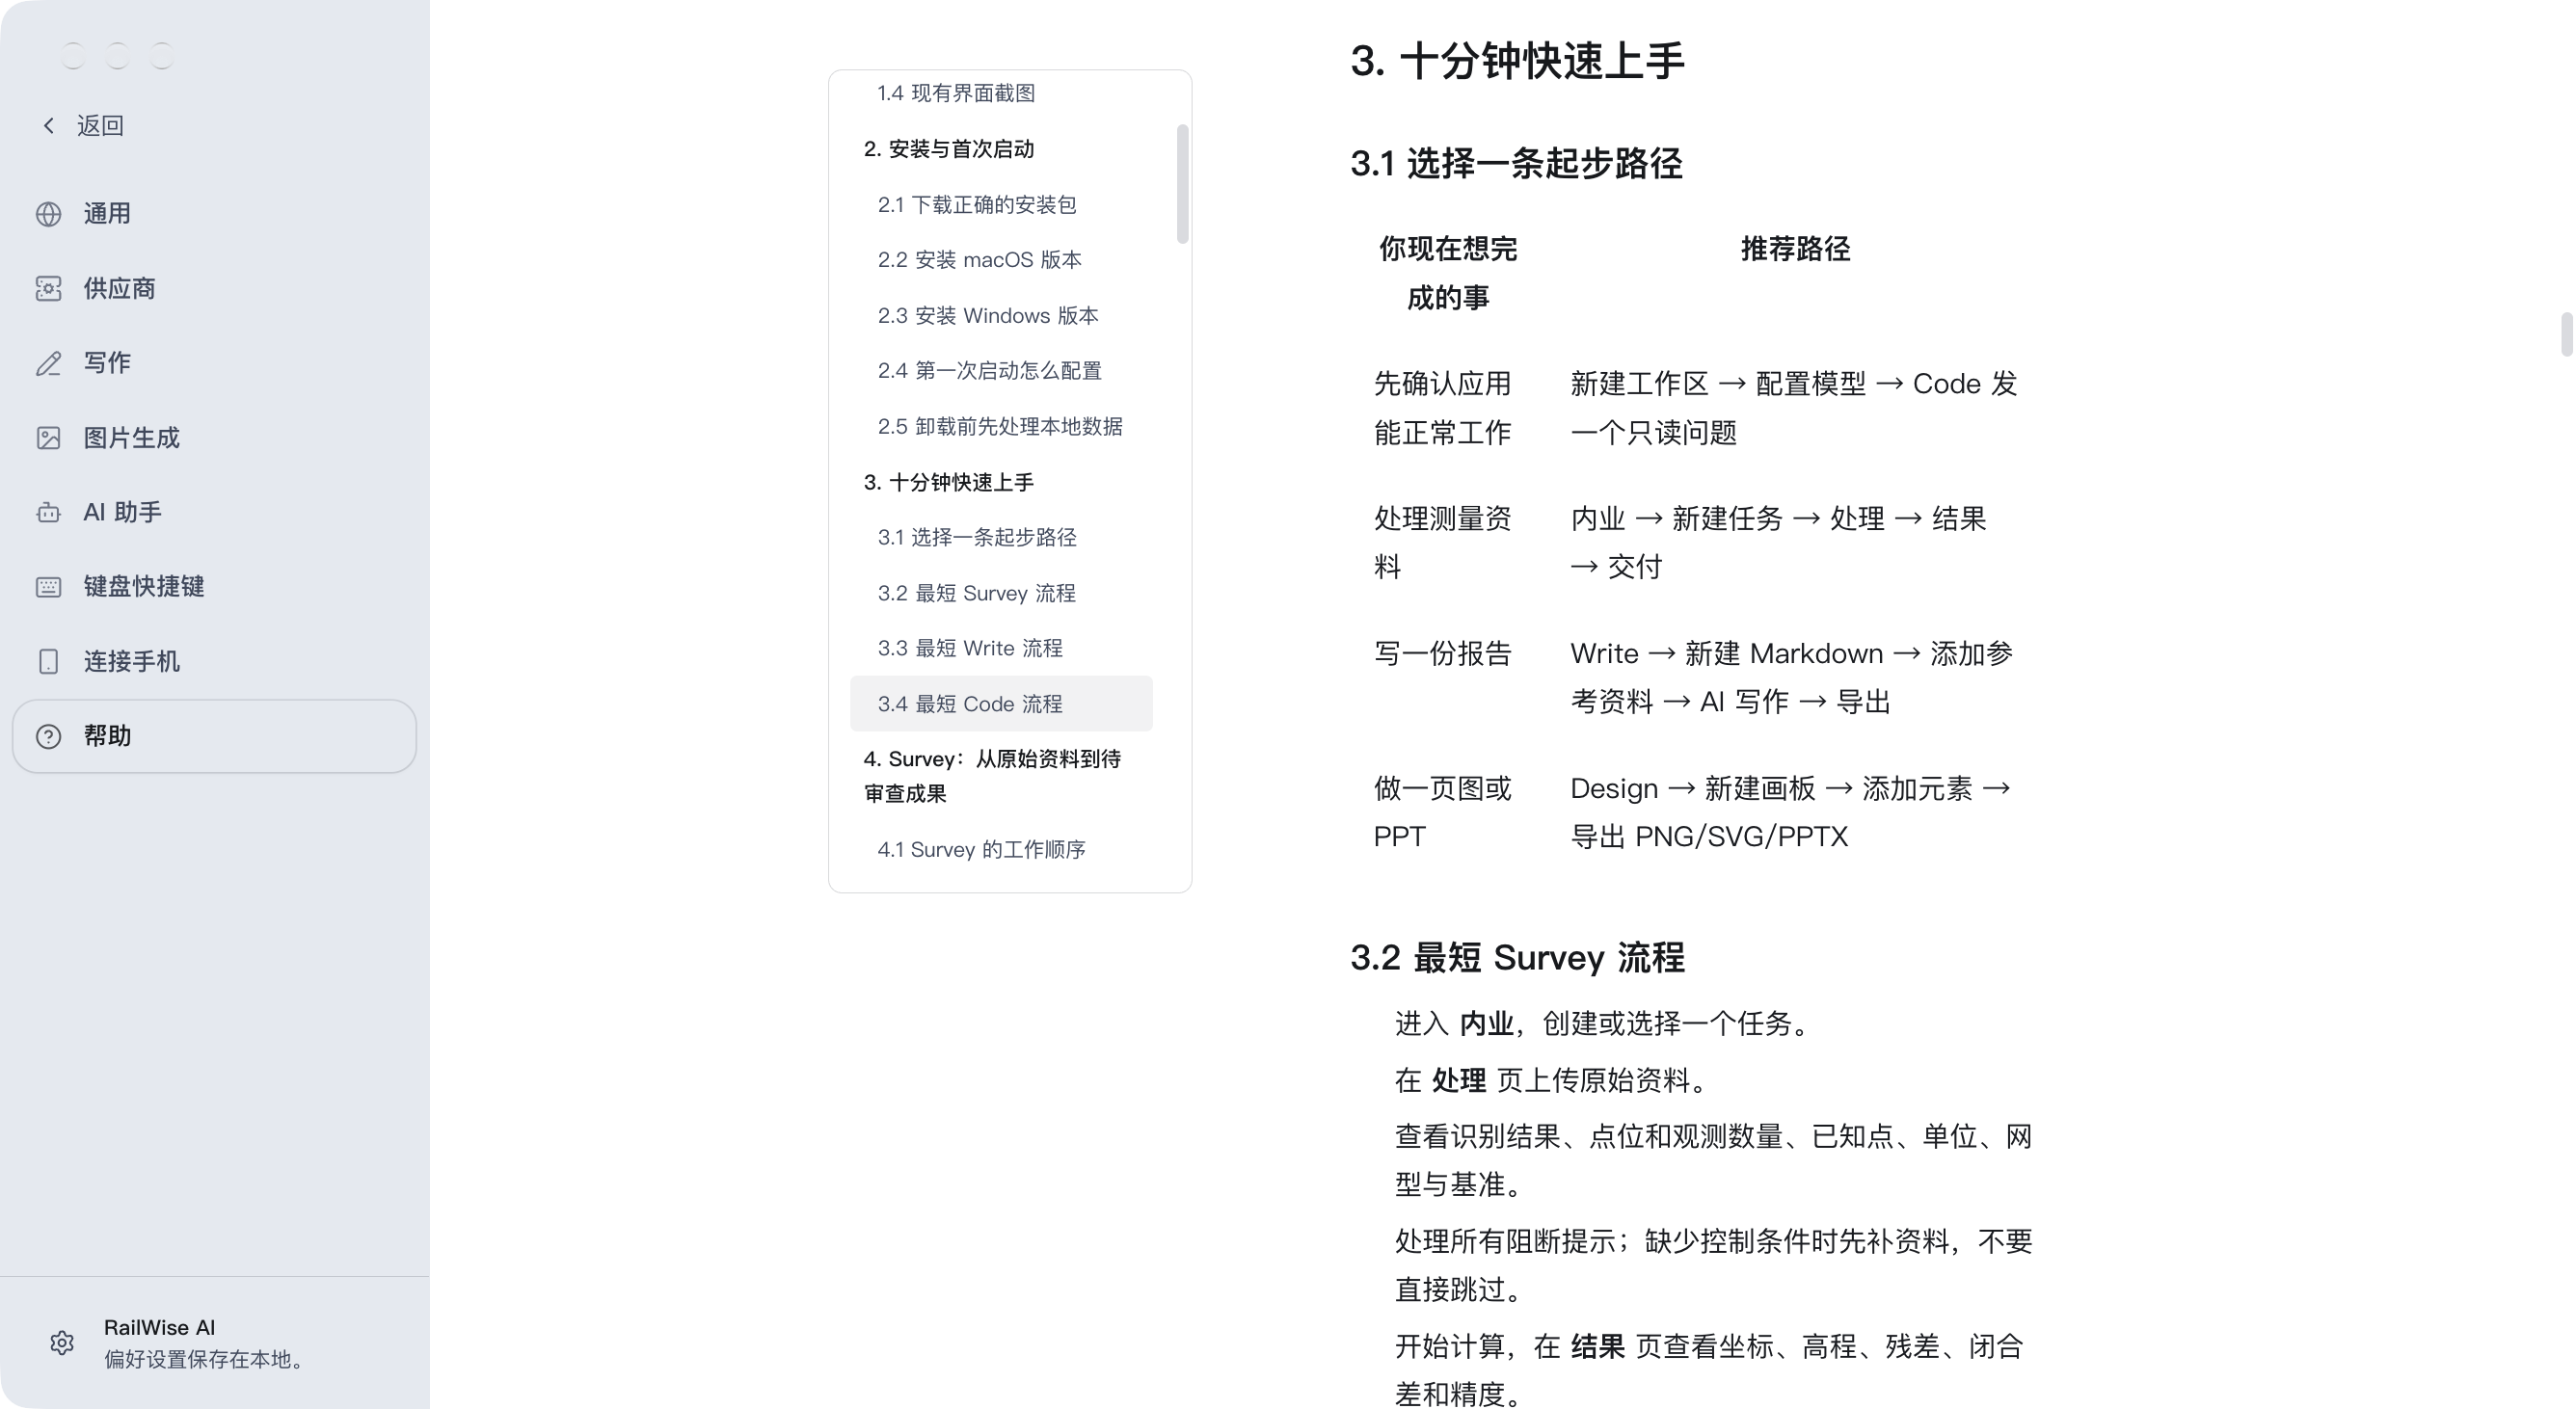 返回
通用
供应商
写作
图片生成
AI 助手
键盘快捷键
连接手机
帮助
RailWise AI
偏好设置保存在本地。
1.4 现有界面截图
2. 安装与首次启动
2.1 下载正确的安装包
2.2 安装 macOS 版本
2.3 安装 Windows 版本
2.4 第一次启动怎么配置
2.5 卸载前先处理本地数据
3. 十分钟快速上手
3.1 选择一条起步路径
3.2 最短 Survey 流程
3.3 最短 Write 流程
3.4 最短 Code 流程
4. Survey：从原始资料到待
审查成果
4.1 Survey 的工作顺序
3. 十分钟快速上手
3.1 选择一条起步路径
你现在想完
成的事
推荐路径
先确认应用
能正常工作
新建工作区 → 配置模型 → Code 发
一个只读问题
处理测量资
料
内业 → 新建任务 → 处理 → 结果
→ 交付
写一份报告
Write → 新建 Markdown → 添加参
考资料 → AI 写作 → 导出
做一页图或
PPT
Design → 新建画板 → 添加元素 →
导出 PNG/SVG/PPTX
3.2 最短 Survey 流程
进入 内业，创建或选择一个任务。
在 处理 页上传原始资料。
查看识别结果、点位和观测数量、已知点、单位、网
型与基准。
处理所有阻断提示；缺少控制条件时先补资料，不要
直接跳过。
开始计算，在 结果 页查看坐标、高程、残差、闭合
差和精度。